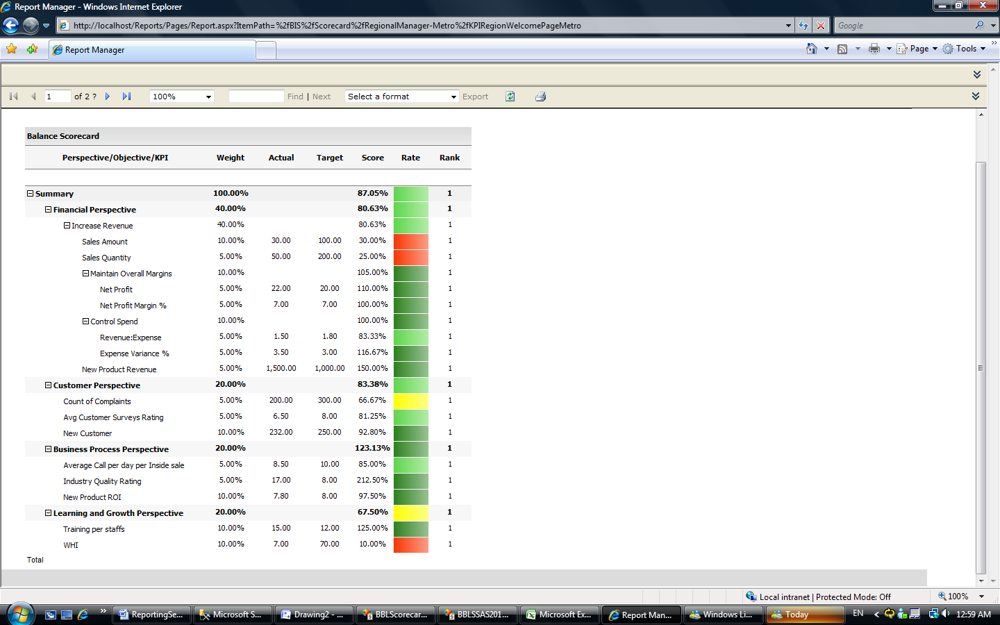 Report Manager - Windows Internet Explorer
http://localhost/Reports/Pages/Report.aspx?ItemPath=%2fBIS%2fScorecard%2fRegionalManager-Metro%2fKPIRegionWelcomePageMetro
Google
Report Manager
Page Tools
1 of 2 ? 100% Find | Next Select a format Export
Balance Scorecard
Perspective/Objective/KPI Weight Actual Target Score Rate Rank
Summary 100.00% 87.05% 1
Financial Perspective 40.00% 80.63% 1
Increase Revenue 40.00% 80.63% 1
Sales Amount 10.00% 30.00 100.00 30.00% 1
Sales Quantity 5.00% 50.00 200.00 25.00% 1
Maintain Overall Margins 10.00% 105.00% 1
Net Profit 5.00% 22.00 20.00 110.00% 1
Net Profit Margin % 5.00% 7.00 7.00 100.00% 1
Control Spend 10.00% 100.00% 1
Revenue:Expense 5.00% 1.50 1.80 83.33% 1
Expense Variance % 5.00% 3.50 3.00 116.67% 1
New Product Revenue 5.00% 1,500.00 1,000.00 150.00% 1
Customer Perspective 20.00% 83.38% 1
Count of Complaints 5.00% 200.00 300.00 66.67% 1
Avg Customer Surveys Rating 5.00% 6.50 8.00 81.25% 1
New Customer 10.00% 232.00 250.00 92.80% 1
Business Process Perspective 20.00% 123.13% 1
Average Call per day per Inside sale 5.00% 8.50 10.00 85.00% 1
Industry Quality Rating 5.00% 17.00 8.00 212.50% 1
New Product ROI 10.00% 7.80 8.00 97.50% 1
Learning and Growth Perspective 20.00% 67.50% 1
Training per staffs 10.00% 15.00 12.00 125.00% 1
WHI 10.00% 7.00 70.00 10.00% 1
Total
Local intranet | Protected Mode: Off 100%
ReportingSe... Microsoft S... Drawing2 - ... BBLScorecar... BBLSSAS201... Microsoft Ex... Report Man... Windows Li... Today EN 12:59 AM